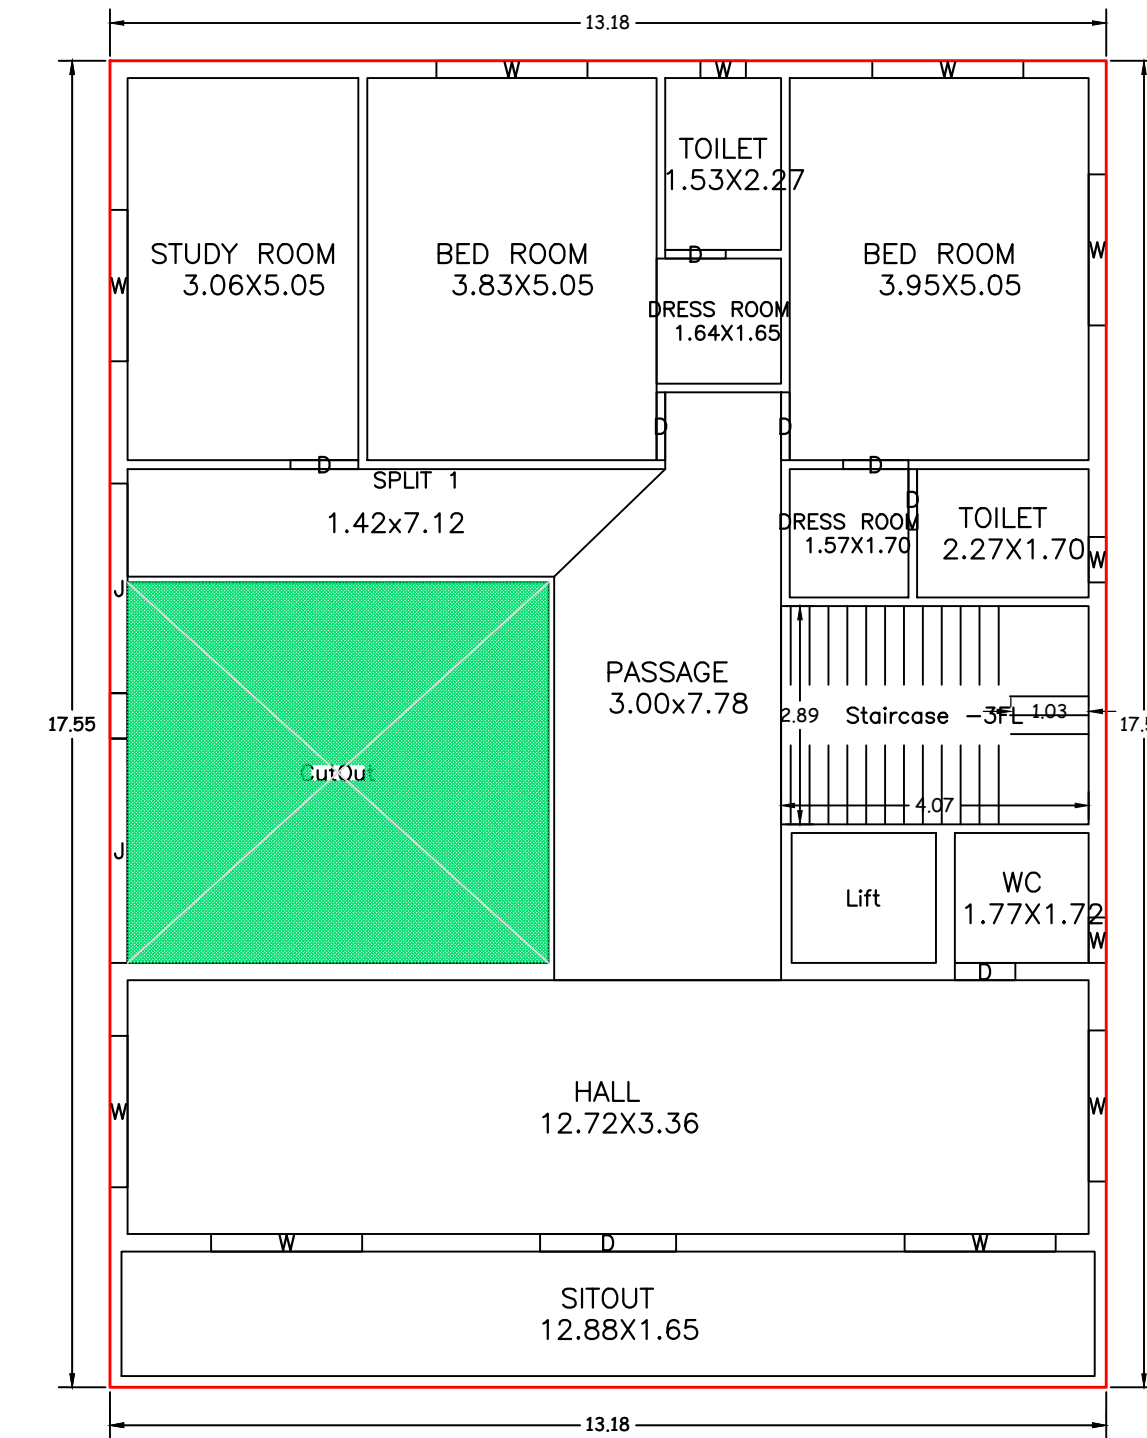 13.18
W
W
W
TOILET
1.53X2.27
STUDY ROOM
3.06X5.05
BED ROOM
3.83X5.05
D
BED ROOM
3.95X5.05
W
W
DRESS ROOM
1.64X1.65
D
D
D
D
SPLIT 1
1.42x7.12
D
DRESS ROOM
1.57X1.70
TOILET
2.27X1.70
W
J
PASSAGE
3.00x7.78
2.89
Staircase -3FL
1.03
17.55
CutOut
4.07
J
Lift
WC
1.77X1.72
W
D
HALL
12.72X3.36
W
W
W
D
W
SITOUT
12.88X1.65
13.18